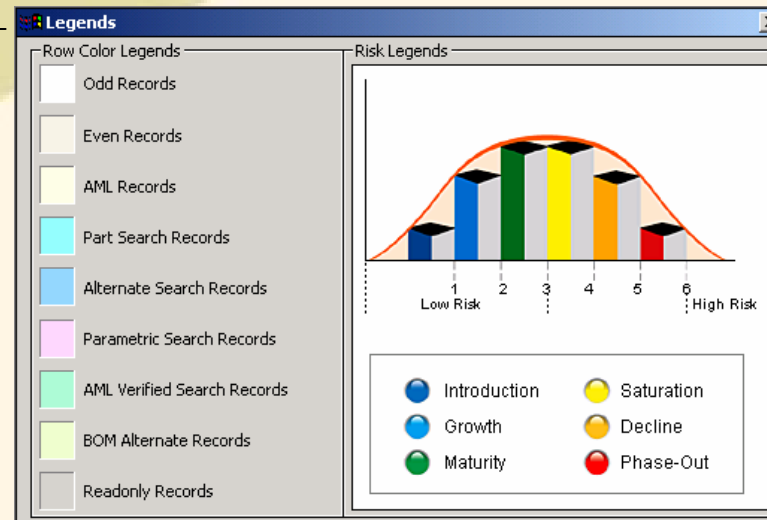 Legends
Row Color Legends
Odd Records
Even Records
AML Records
Part Search Records
Alternate Search Records
Parametric Search Records
AML Verified Search Records
BOM Alternate Records
Readonly Records
Risk Legends
1 2 3 4 5 6
Low Risk High Risk
Introduction Saturation
Growth Decline
Maturity Phase-Out